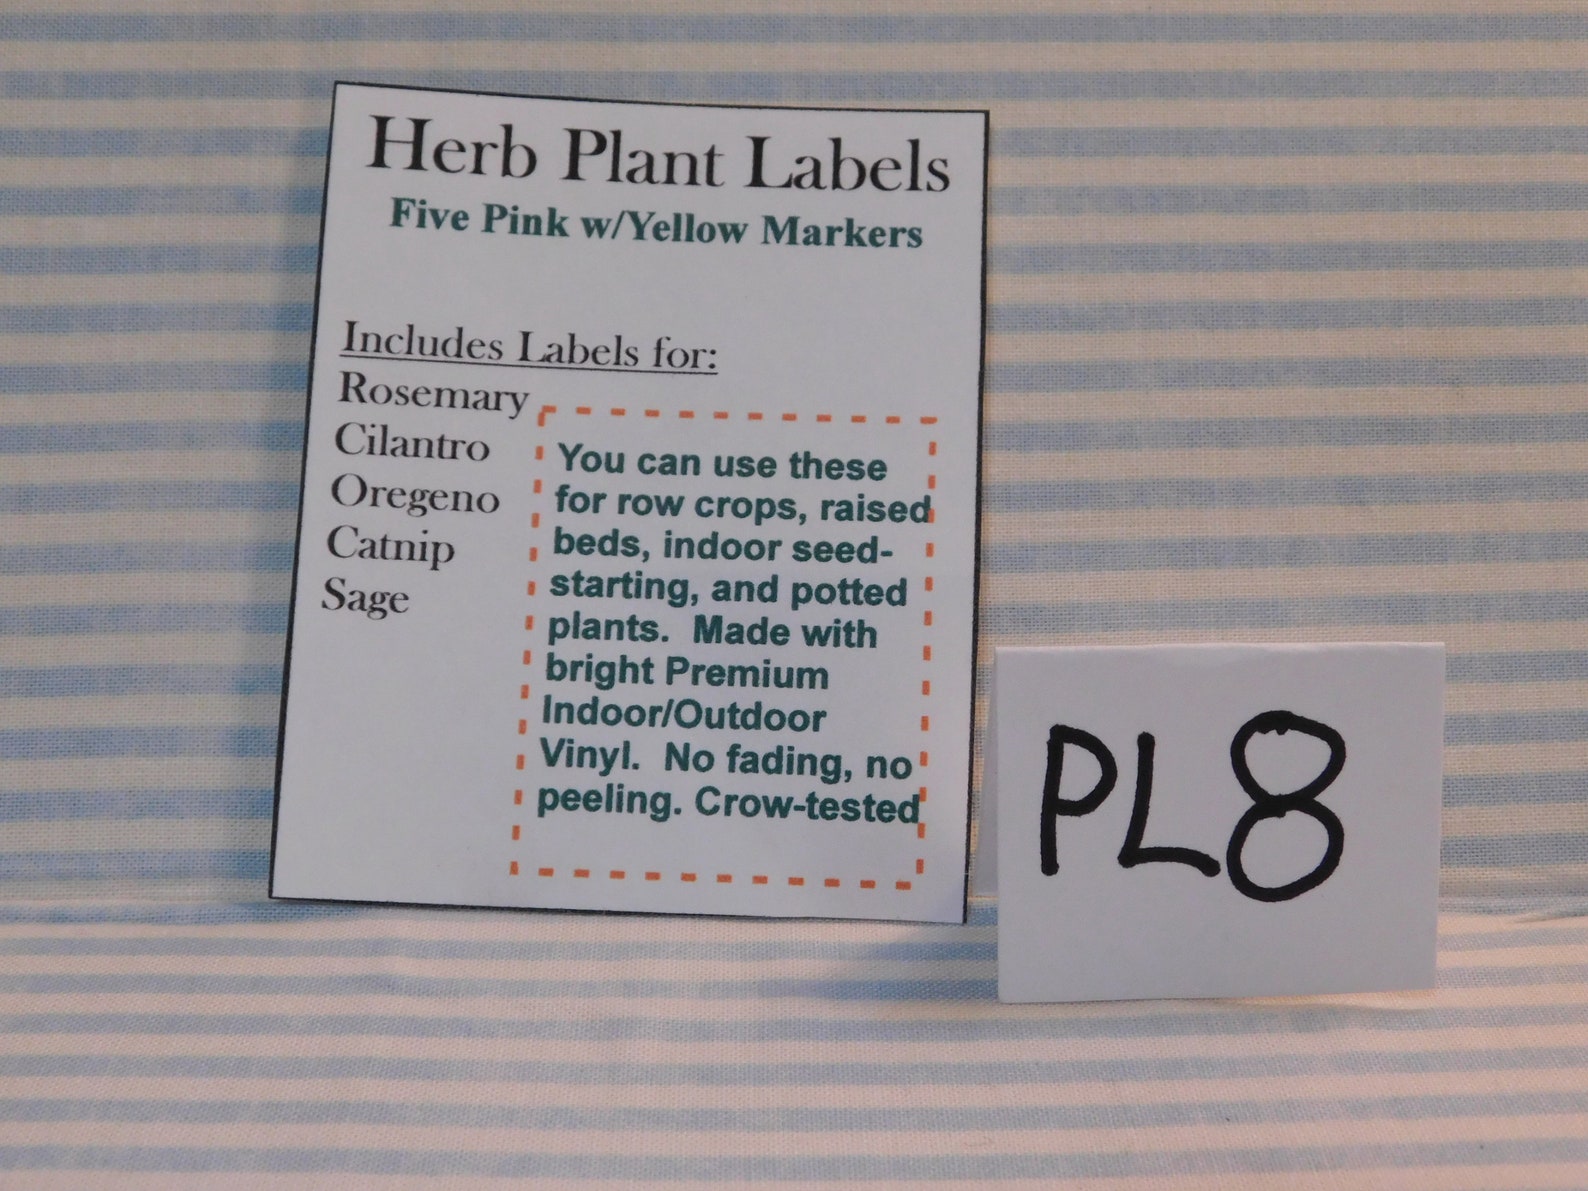 Herb Plant Labels
Five Pink w/Yellow Markers
Includes Labels for:
Rosemary
Cilantro
Oregeno
Catnip
Sage
You can use these
for row crops, raised
beds, indoor seed-
starting, and potted
plants.  Made with
bright Premium
Indoor/Outdoor
Vinyl.  No fading, no
peeling. Crow-tested
PL8